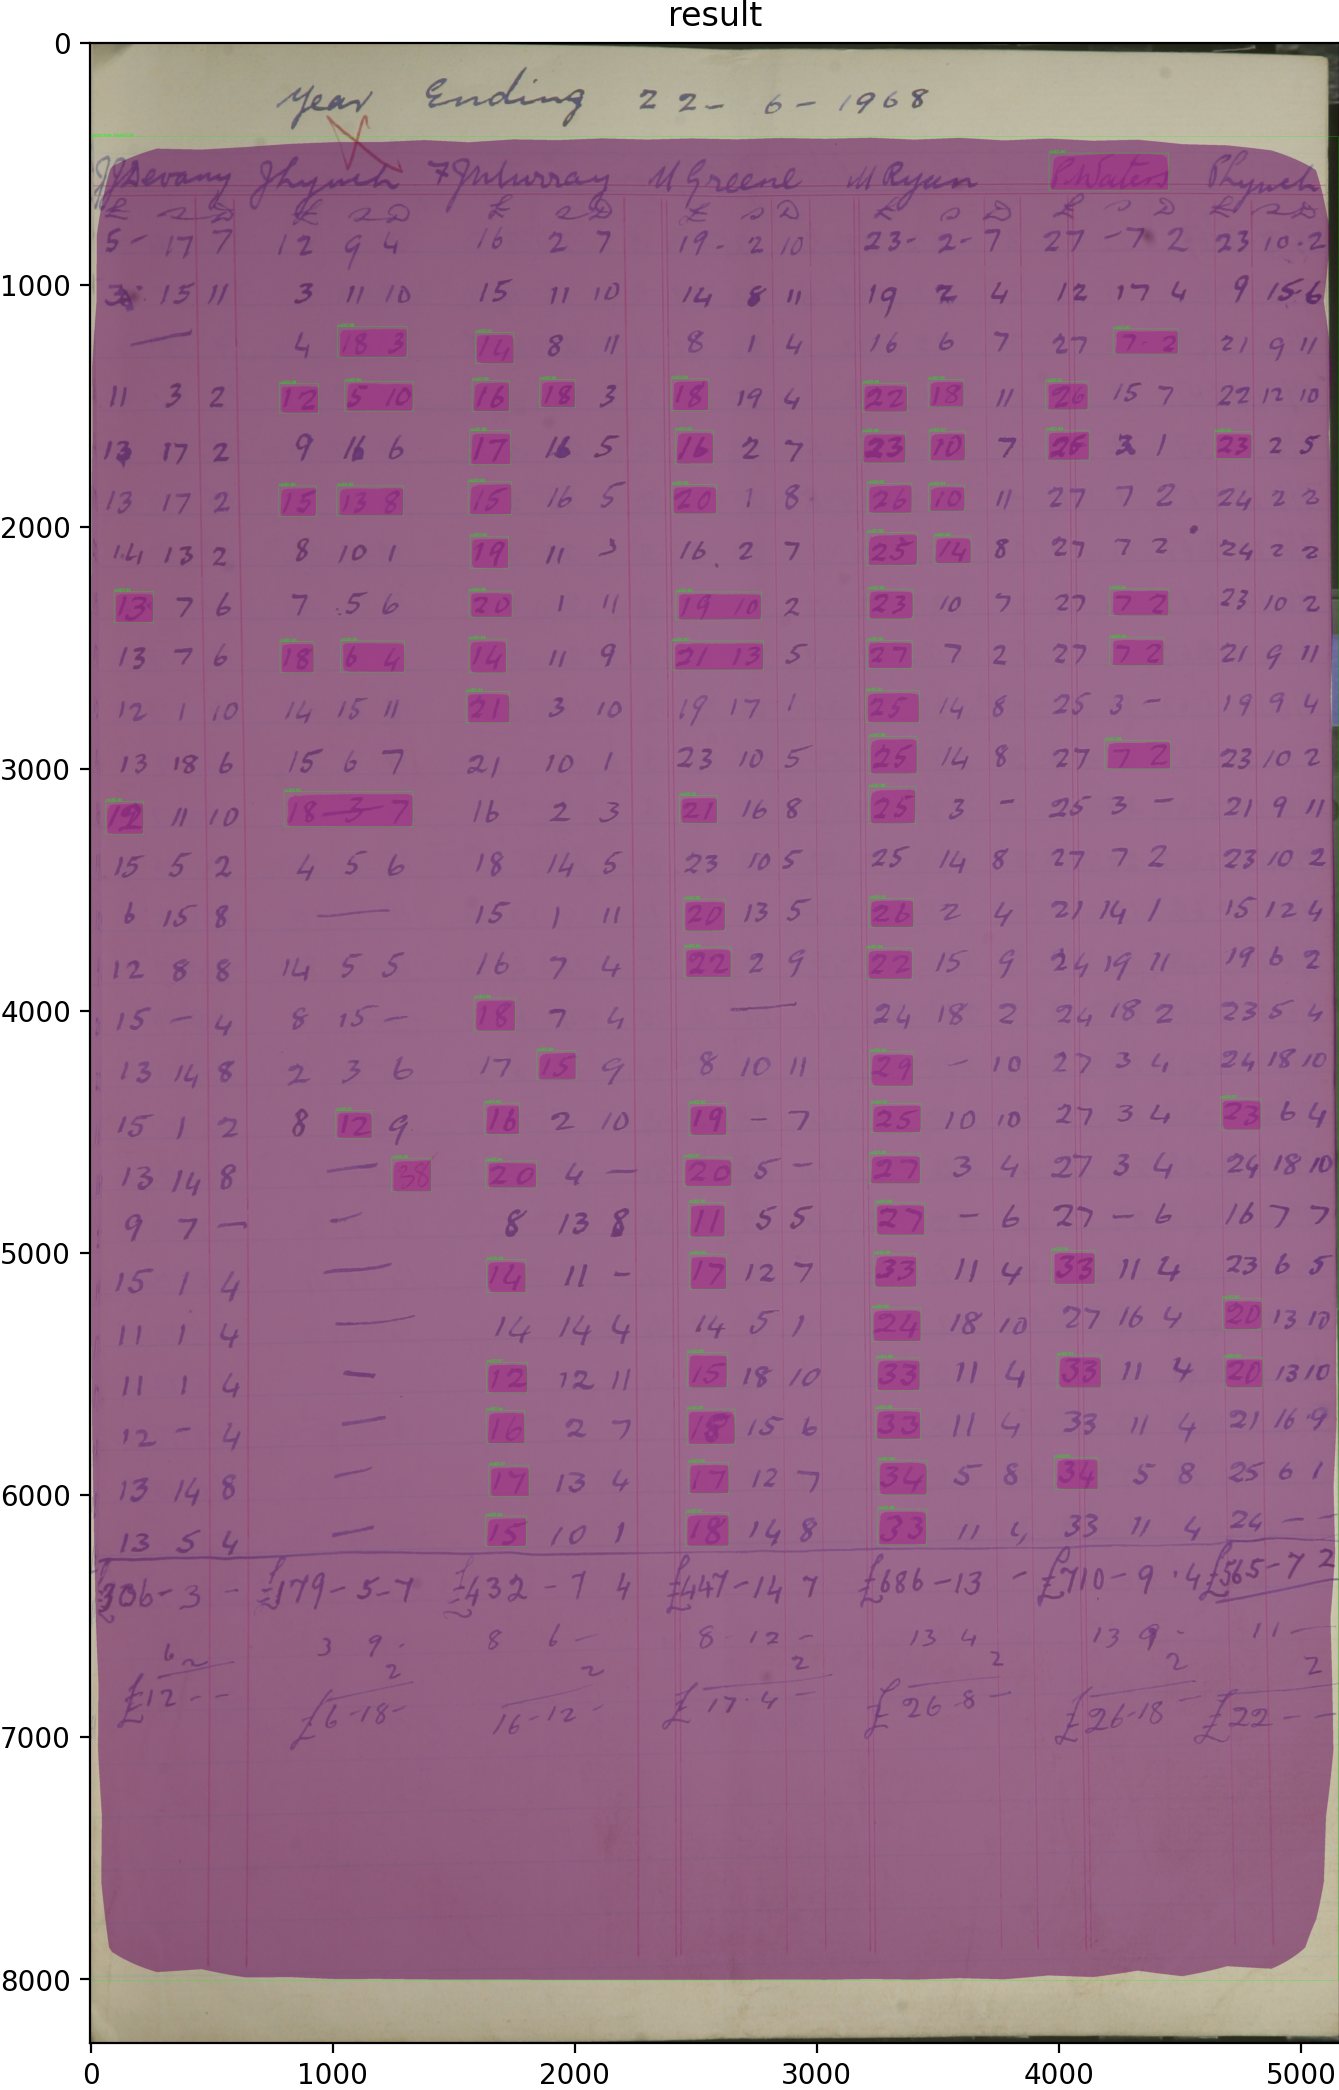 result
Year Ending 22-6-1968
JJDevany Jhynch FJMurray M Greene M Ryan P.Waters Phynch
£ s D £ s D £ s D £ s D £ s D £ s D £ s D
5- 17 7 12 9 4 16 2 7 19- 2 10 23- 2- 7 27 -7 2 23 10.2
15 11 3 11 10 15 11 10 14 8 11 19 2 4 12 17 4 9 15-6
— 4 18 3 14 8 11 8 1 4 16 6 7 27 7.2 21 9 11
11 3 2 12 5 10 16 18 3 18 19 4 22 18 11 26 15 7 22 12 10
13 17 2 9 16 6 17 16 5 16 2 7 23 10 7 25 3 1 23 2 5
13 17 2 15 13 8 15 16 5 20 1 8 26 10 11 27 7 2 24 2 2
14 13 2 8 10 1 19 11 3 16. 2 7 25 14 8 27 7 2 24 2 2
13 7 6 7 5 6 20 1 11 19 10 2 23 10 7 27 7 2 23 10 2
13 7 6 18 6 4 14 11 9 21 13 5 27 7 2 27 7 2 21 9 11
12 1 10 14 15 11 21 3 10 19 17 1 25 14 8 25 3 - 19 9 4
13 18 6 15 6 7 21 10 1 23 10 5 25 14 8 27 7 2 23 10 2
12 11 10 18-3-7 16 2 3 21 16 8 25 3 - 25 3 - 21 9 11
15 5 2 4 5 6 18 14 5 23 10 5 25 14 8 27 7 2 23 10 2
6 15 8 — 15 1 11 20 13 5 26 2 4 21 14 1 15 12 4
12 8 8 14 5 5 16 7 4 22 2 9 22 15 9 24 19 11 19 6 2
15 - 4 8 15 - 18 7 4 — 24 18 2 24 18 2 23 5 4
13 14 8 2 3 6 17 15 9 8 10 11 29 - 10 27 3 4 24 18 10
15 1 2 8 12 9 16 2 10 19 - 7 25 10 10 27 3 4 23 6 4
13 14 8 — 38 20 4 — 20 5 - 27 3 4 27 3 4 24 18 10
9 7 — — 8 13 8 11 5 5 27 - 6 27 - 6 16 7 7
15 1 4 — 14 11 - 17 12 7 33 11 4 33 11 4 23 6 5
11 1 4 — 14 14 4 14 5 1 24 18 10 27 16 4 20 13 10
11 1 4 — 12 12 11 15 18 10 33 11 4 33 11 4 20 13 10
12 - 4 — 16 2 7 18 15 6 33 11 4 33 11 4 21 16.9
13 14 8 — 17 13 4 17 12 7 34 5 8 34 5 8 25 6 1
13 5 4 — 15 10 1 18 14 8 33 11 4 33 11 4 24 - -
£306-3 - £179-5-7 £432-7 4 £447-14 7 £686-13 - £710-9.4 £565-7 2
6 3 9. 8 6- 8 12- 13 4 13 9- 11-
2 2 2 2 2 2 2
£12-- £6-18- 16-12- £17.4- £26-8- £26-18- £22--
0 1000 2000 3000 4000 5000 6000 7000 8000
0 1000 2000 3000 4000 5000